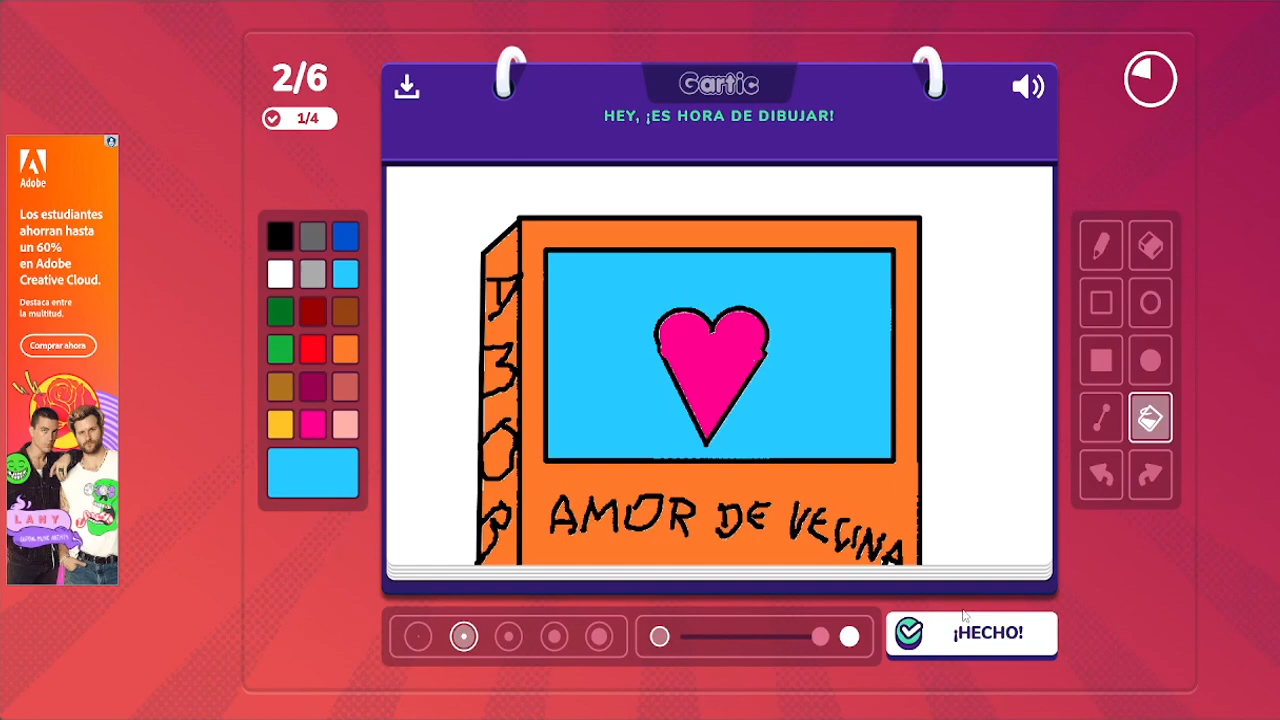 2/6
1/4
Gartic
HEY, ¡ES HORA DE DIBUJAR!
Adobe
Los estudiantes
ahorran hasta
un 60%
en Adobe
Creative Cloud.
Destaca entre
la multitud.
Comprar ahora
LANY
AMOR
AMOR DE VECINA
¡HECHO!